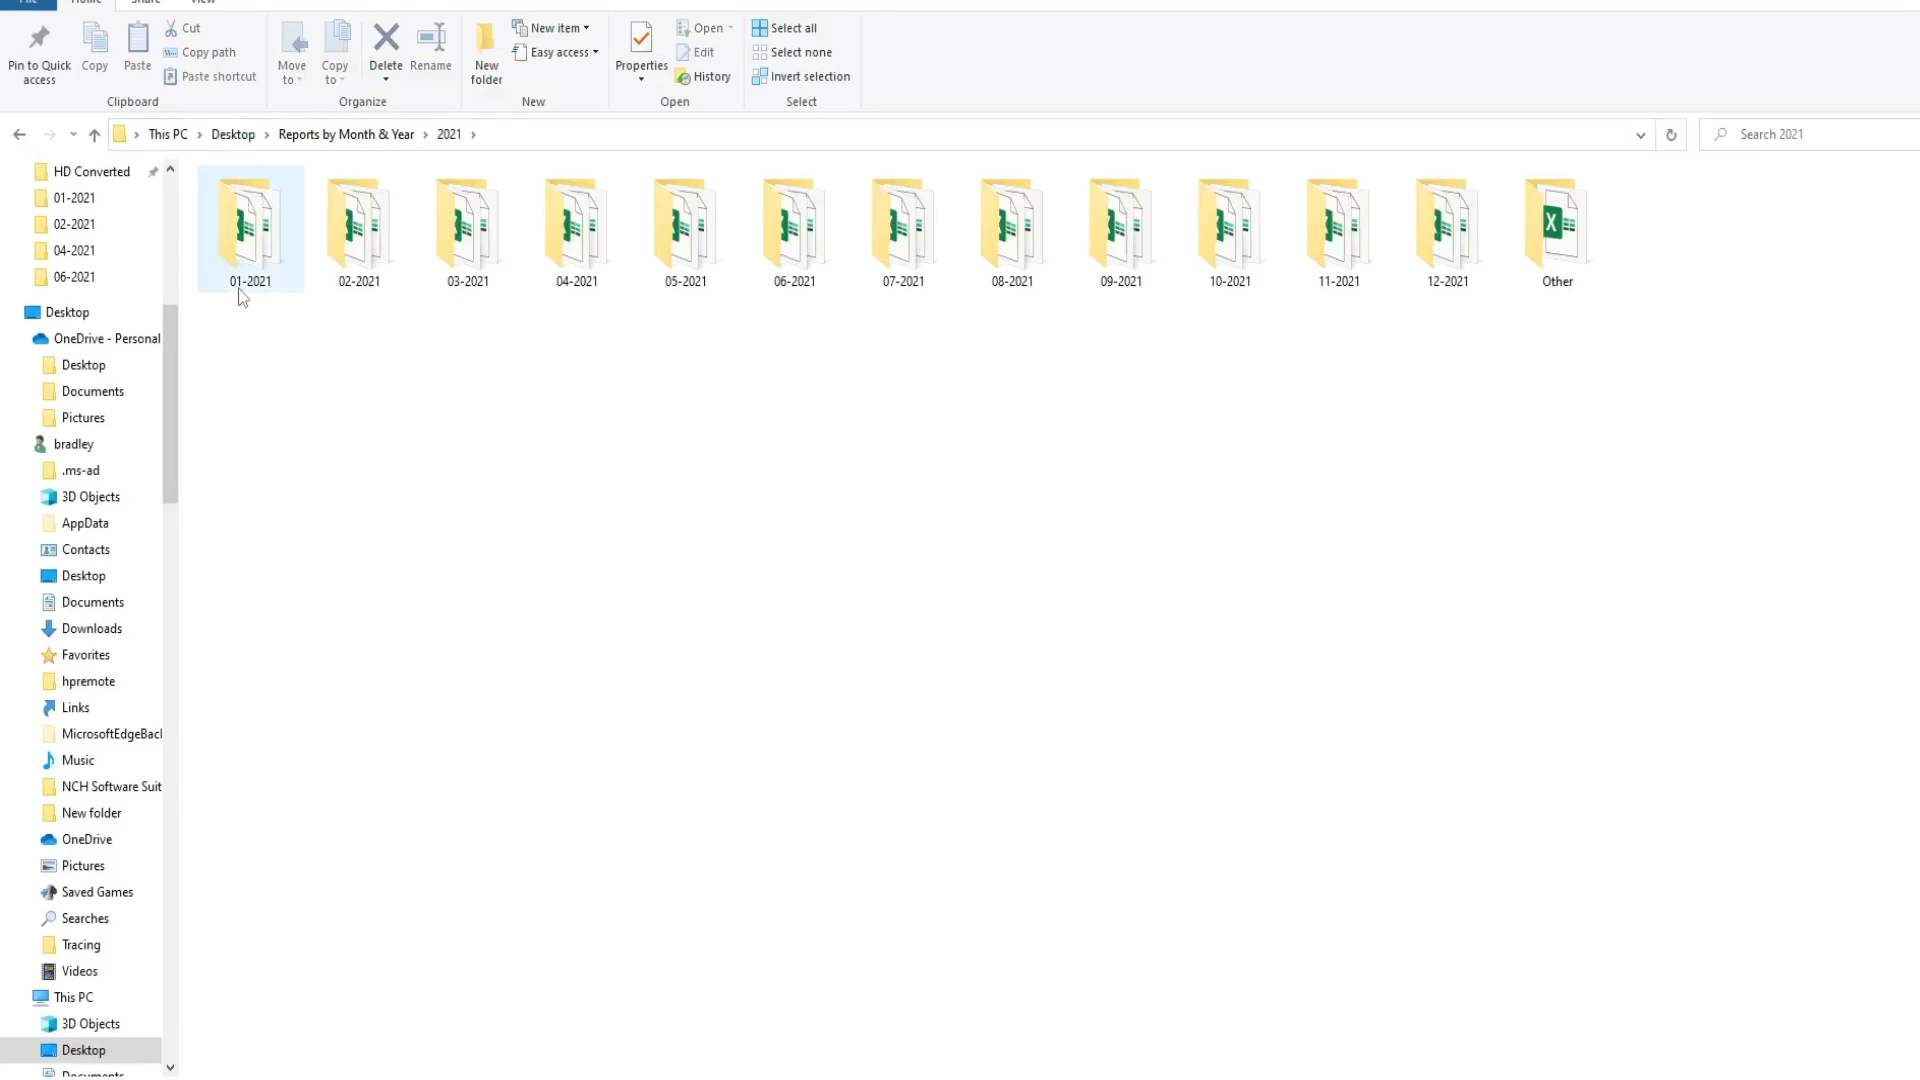 File Home Share View
Pin to Quick access
Copy
Paste
Cut
Copy path
Paste shortcut
Clipboard
Move to
Copy to
Delete
Rename
Organize
New folder
New item
Easy access
New
Properties
Open
Edit
History
Open
Select all
Select none
Invert selection
Select
This PC > Desktop > Reports by Month & Year > 2021 >
Search 2021
HD Converted
01-2021
02-2021
04-2021
06-2021
Desktop
OneDrive - Personal
Desktop
Documents
Pictures
bradley
.ms-ad
3D Objects
AppData
Contacts
Desktop
Documents
Downloads
Favorites
hpremote
Links
MicrosoftEdgeBacl
Music
NCH Software Suit
New folder
OneDrive
Pictures
Saved Games
Searches
Tracing
Videos
This PC
3D Objects
Desktop
Documents
01-2021
02-2021
03-2021
04-2021
05-2021
06-2021
07-2021
08-2021
09-2021
10-2021
11-2021
12-2021
Other